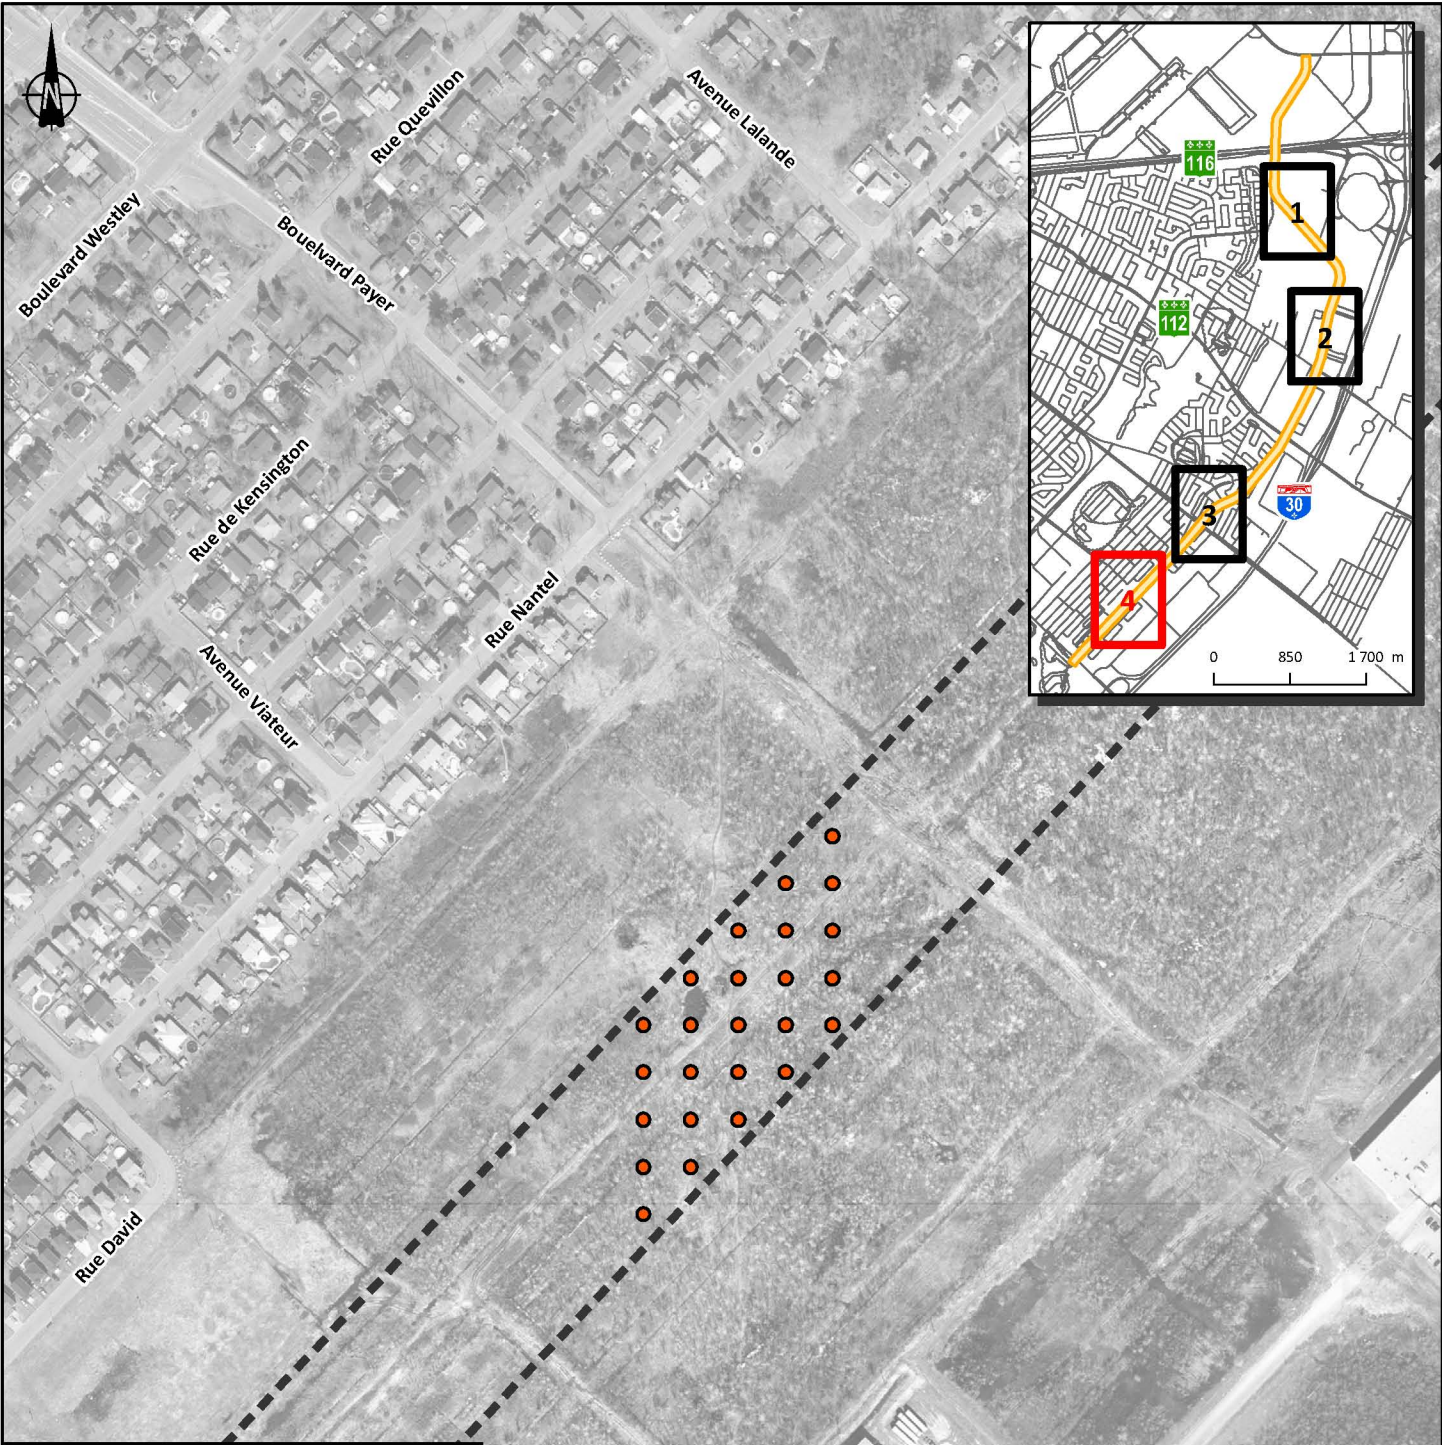 N
Rue Quevillon
Avenue Lalande
Boulevard Westley
Bouelvard Payer
Rue de Kensington
Rue Nantel
Avenue Viateur
Rue David
116
1
112
2
30
3
4
0 850 1 700 m